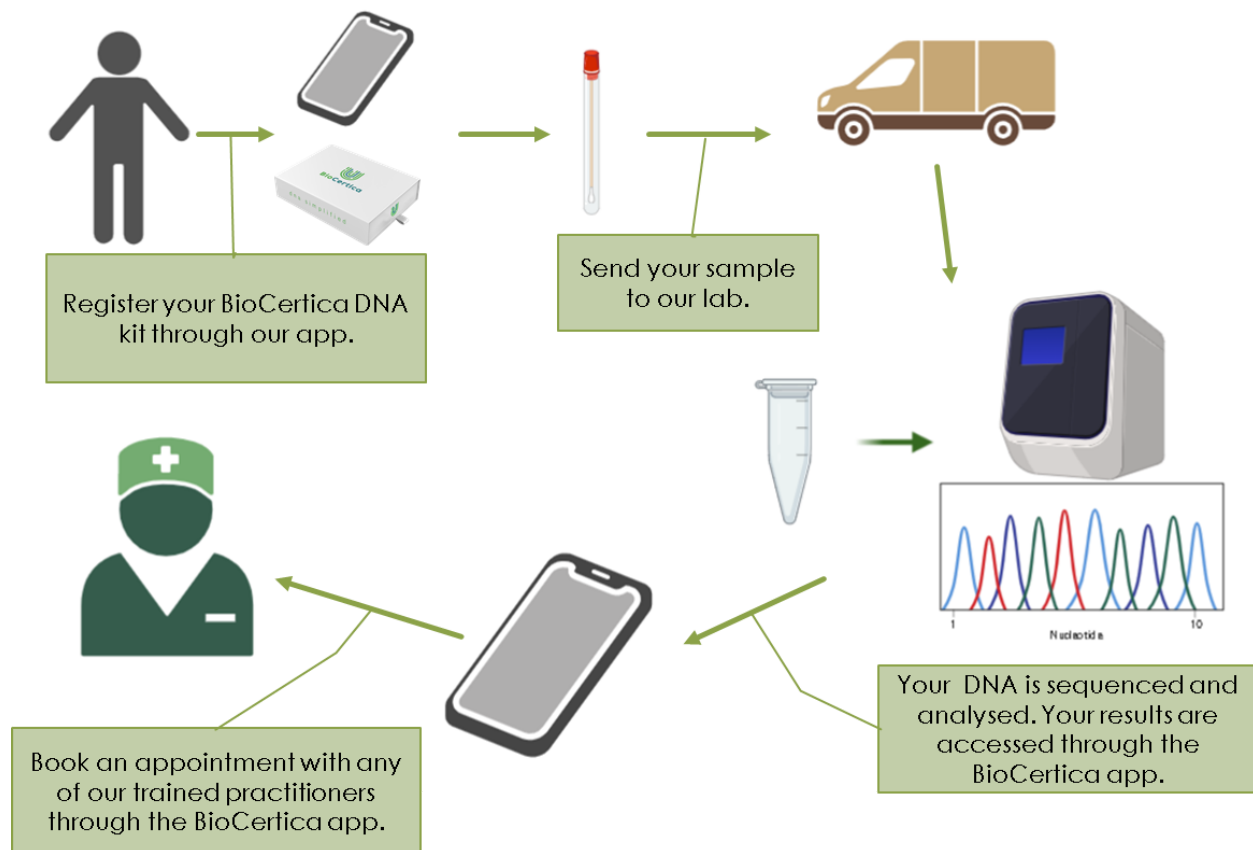 BioCertica
dna simplified
Register your BioCertica DNA
kit through our app.
Send your sample
to our lab.
1
10
Nucleotide
Your DNA is sequenced and
analysed. Your results are
accessed through the
BioCertica app.
Book an appointment with any
of our trained practitioners
through the BioCertica app.